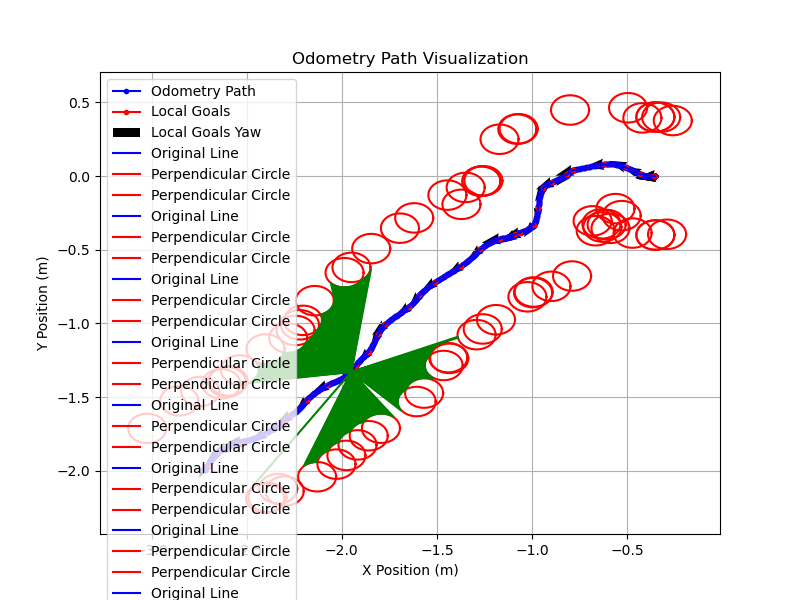 Odometry Path Visualization
Y Position (m)
0.5
0.0
−0.5
−1.0
−1.5
−2.0
Odometry Path
Local Goals
Local Goals Yaw
Original Line
Perpendicular Circle
Perpendicular Circle
Original Line
Perpendicular Circle
Perpendicular Circle
Original Line
Perpendicular Circle
Perpendicular Circle
Original Line
Perpendicular Circle
Perpendicular Circle
Original Line
Perpendicular Circle
Perpendicular Circle
Original Line
Perpendicular Circle
Perpendicular Circle
Original Line
Perpendicular Circle
Perpendicular Circle
Original Line
−2.0 −1.5 −1.0 −0.5
X Position (m)